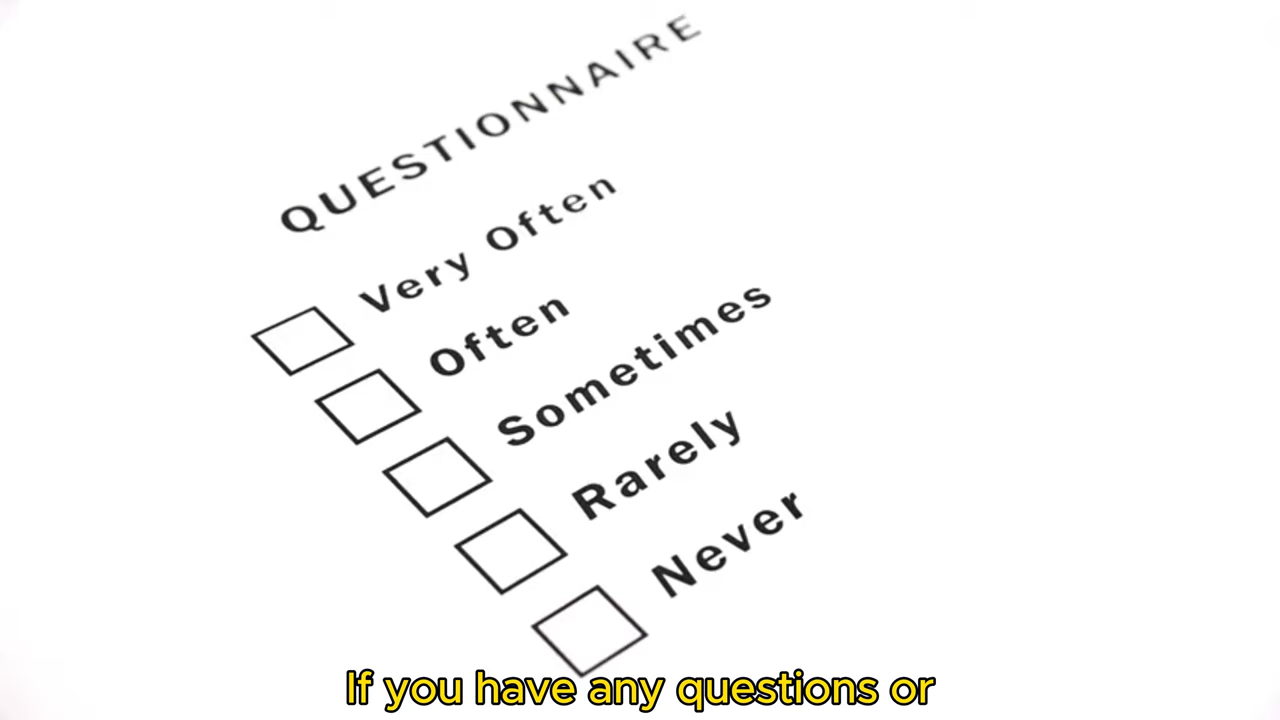 QUESTIONNAIRE
Very Often
Often
Sometimes
Rarely
Never
If you have any questions or